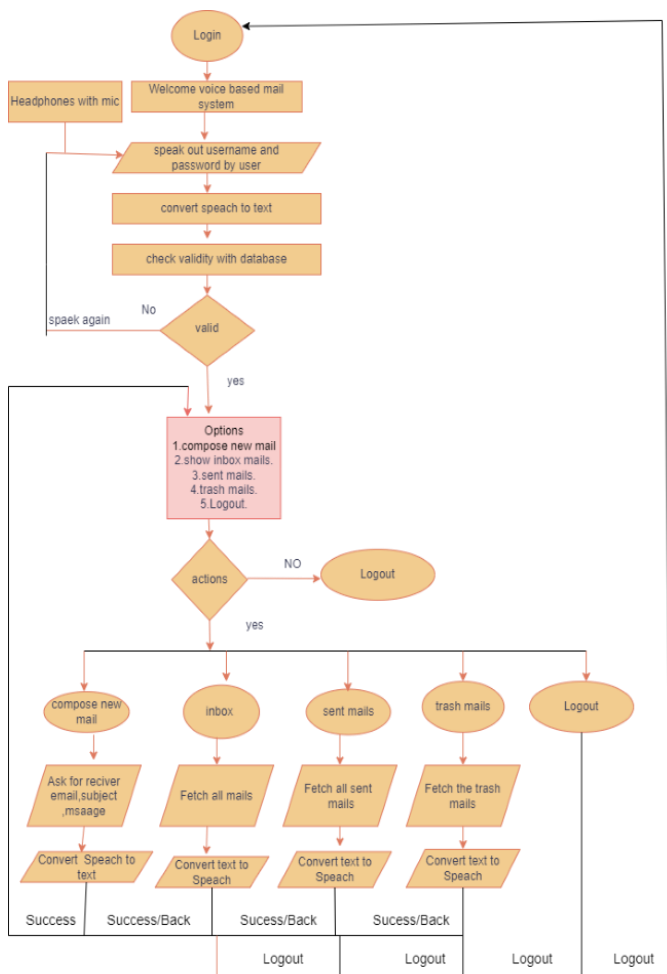 Login
Welcome voice based mail
system
Headphones with mic
speak out username and
password by user
convert speach to text
check validity with database
spaek again
No
valid
yes
Options
1.compose new mail
2.show inbox mails.
3.sent mails.
4.trash mails.
5.Logout.
actions
NO
Logout
yes
compose new
mail
inbox
sent mails
trash mails
Logout
Ask for reciver
email,subject
,msaage
Fetch all mails
Fetch all sent
mails
Fetch the trash
mails
Convert Speach to
text
Convert text to
Speach
Convert text to
Speach
Convert text to
Speach
Success
Success/Back
Sucess/Back
Sucess/Back
Logout
Logout
Logout
Logout